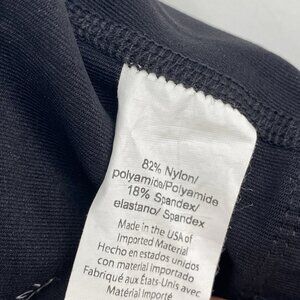 82% Nylon/
polyamide/Polyamide
18% Spandex/
elastano/ Spandex
Made in the USA of
Imported Material
Hecho en estados unidos
con material importado
Fabriqué aux États-Unis avec
Matérial Importé